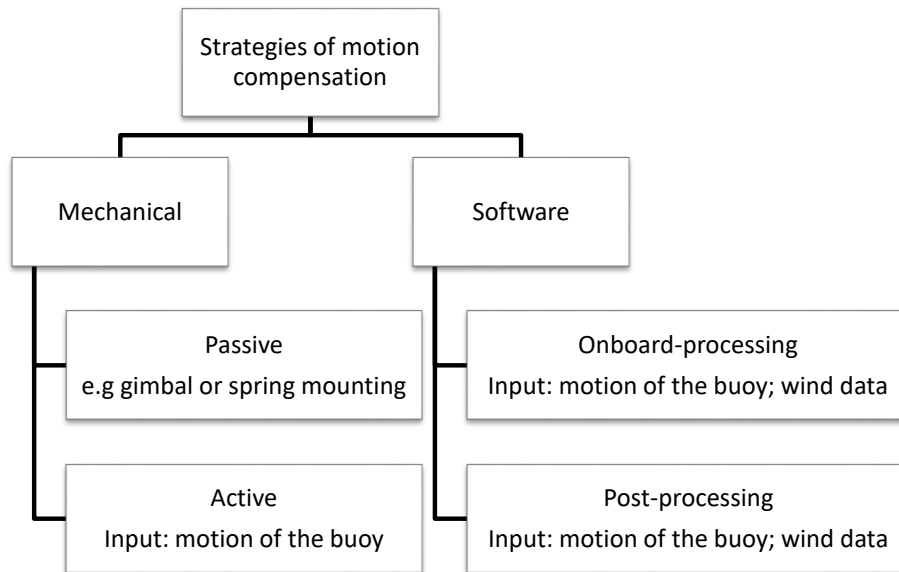 Strategies of motion
compensation
Mechanical
Software
Passive
e.g gimbal or spring mounting
Onboard-processing
Input: motion of the buoy; wind data
Active
Input: motion of the buoy
Post-processing
Input: motion of the buoy; wind data